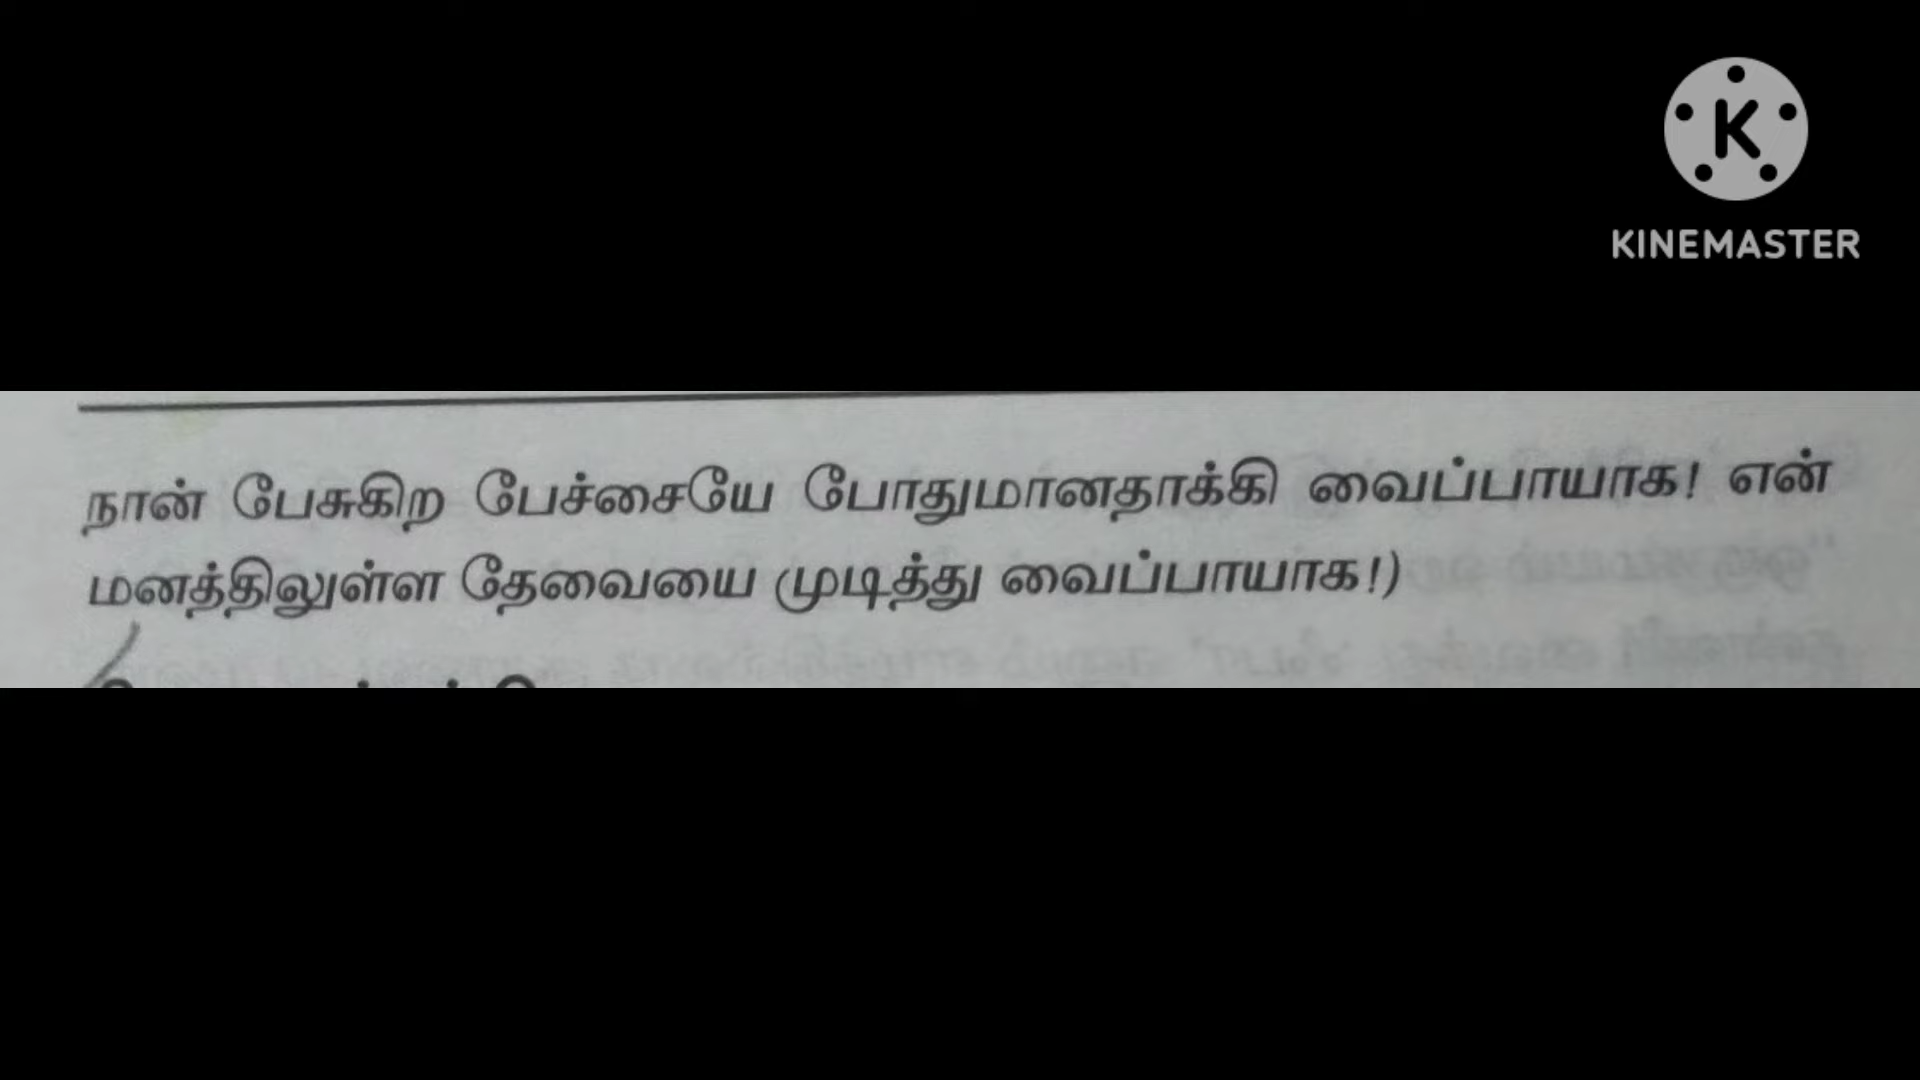 KINEMASTER
நான் பேசுகிற பேச்சையே போதுமானதாக்கி வைப்பாயாக! என்
மனத்திலுள்ள தேவையை முடித்து வைப்பாயாக!)